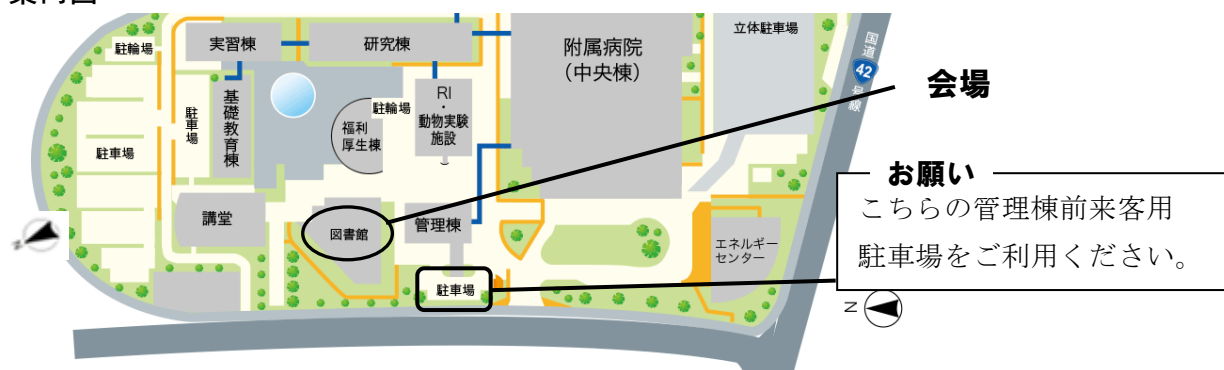 案内図
駐輪場
実習棟
研究棟
附属病院
（中央棟）
立体駐車場
国道
42
号線
会場
基礎教育棟
駐車場
駐輪場
福利
厚生棟
RI
・
動物実験
施設
駐車場
お願い
こちらの管理棟前来客用
駐車場をご利用ください。
講堂
図書館
管理棟
エネルギー
センター
駐車場
N
N